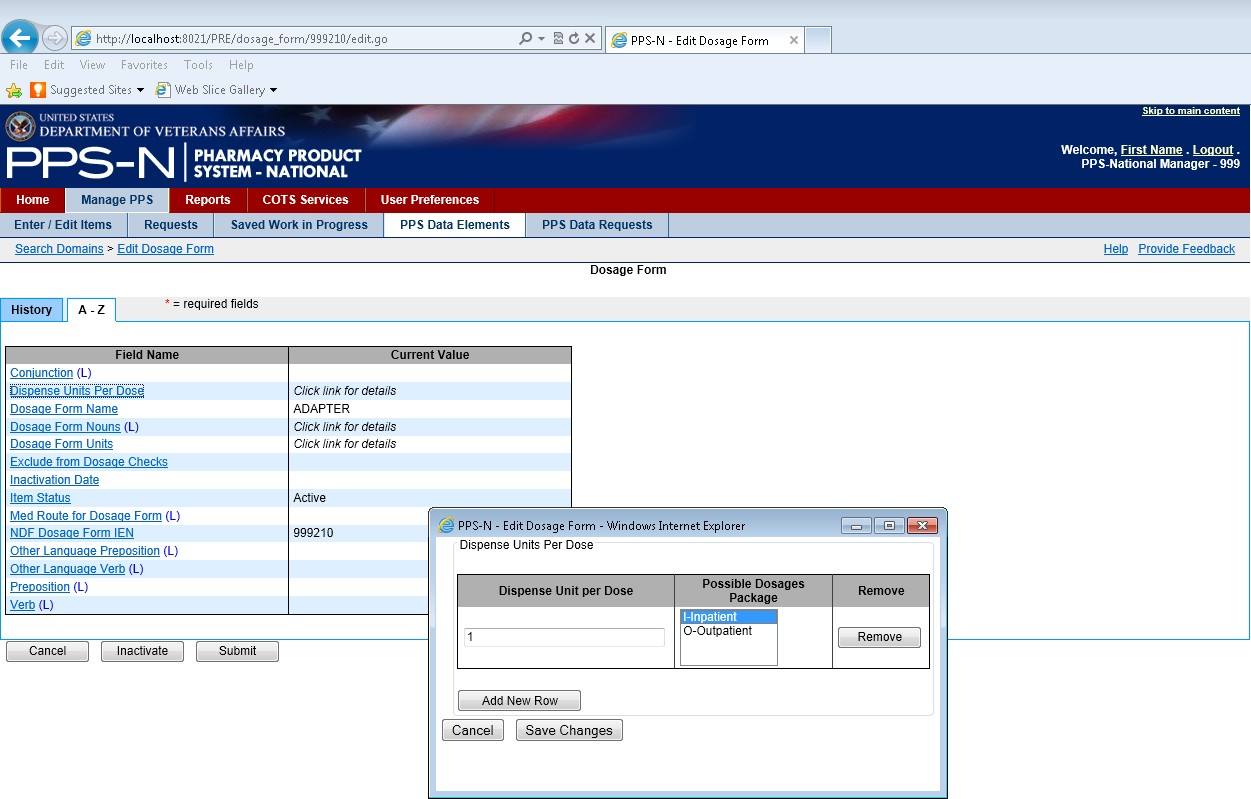 http://localhost:8021/PRE/dosage_form/999210/edit.go
PPS-N - Edit Dosage Form
File Edit View Favorites Tools Help
Suggested Sites Web Slice Gallery
Skip to main content
UNITED STATES
DEPARTMENT OF VETERANS AFFAIRS
PPS-N PHARMACY PRODUCT
SYSTEM - NATIONAL
Welcome, First Name . Logout .
PPS-National Manager - 999
Home Manage PPS Reports COTS Services User Preferences
Enter / Edit Items Requests Saved Work in Progress PPS Data Elements PPS Data Requests
Search Domains > Edit Dosage Form Help Provide Feedback
Dosage Form
History A - Z * = required fields
Field Name Current Value
Conjunction (L)
Dispense Units Per Dose Click link for details
Dosage Form Name ADAPTER
Dosage Form Nouns (L) Click link for details
Dosage Form Units Click link for details
Exclude from Dosage Checks
Inactivation Date
Item Status Active
Med Route for Dosage Form (L)
NDF Dosage Form IEN 999210
Other Language Preposition (L)
Other Language Verb (L)
Preposition (L)
Verb (L)
Cancel Inactivate Submit
PPS-N - Edit Dosage Form - Windows Internet Explorer
Dispense Units Per Dose
Dispense Unit per Dose Possible Dosages Package Remove
1 I-Inpatient Remove
O-Outpatient
Add New Row
Cancel Save Changes